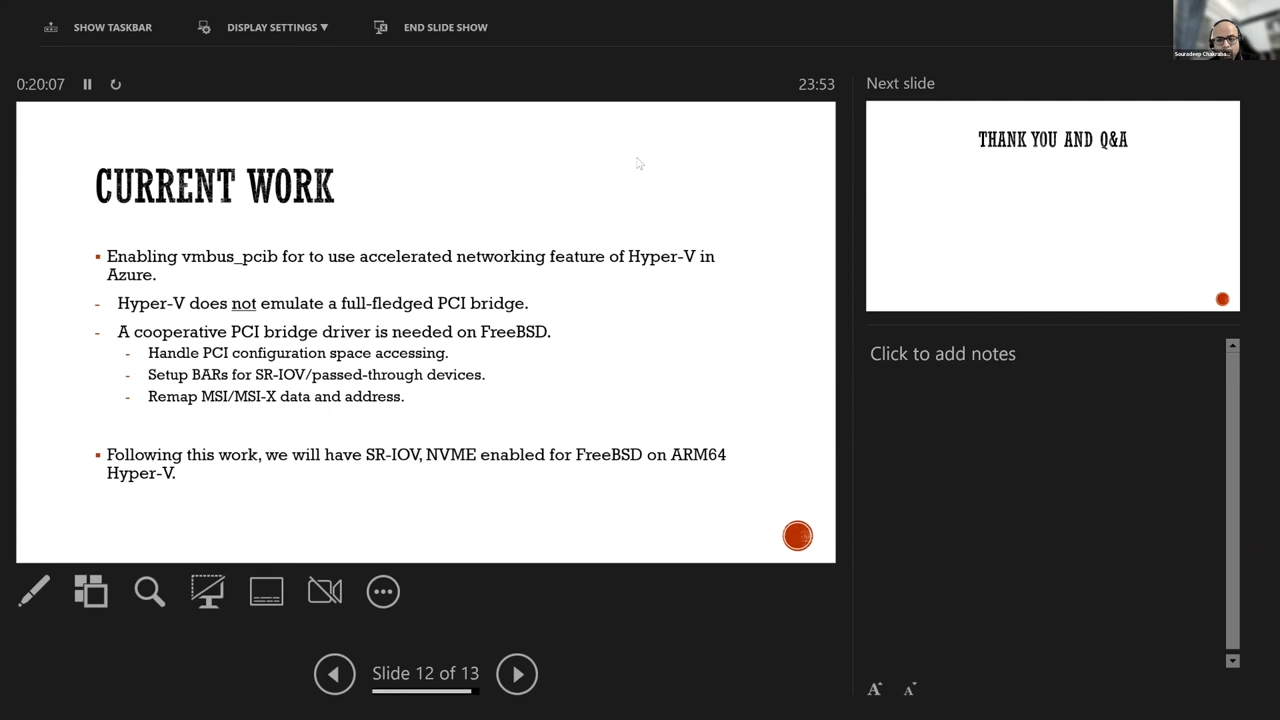 SHOW TASKBAR
DISPLAY SETTINGS ▼
END SLIDE SHOW
Souradeep Chakraba...
0:20:07
23:53
Next slide
CURRENT WORK
▪ Enabling vmbus_pcib for to use accelerated networking feature of Hyper-V in
Azure.
- Hyper-V does not emulate a full-fledged PCI bridge.
- A cooperative PCI bridge driver is needed on FreeBSD.
- Handle PCI configuration space accessing.
- Setup BARs for SR-IOV/passed-through devices.
- Remap MSI/MSI-X data and address.
▪ Following this work, we will have SR-IOV, NVME enabled for FreeBSD on ARM64
Hyper-V.
THANK YOU AND Q&A
Click to add notes
Slide 12 of 13
A A